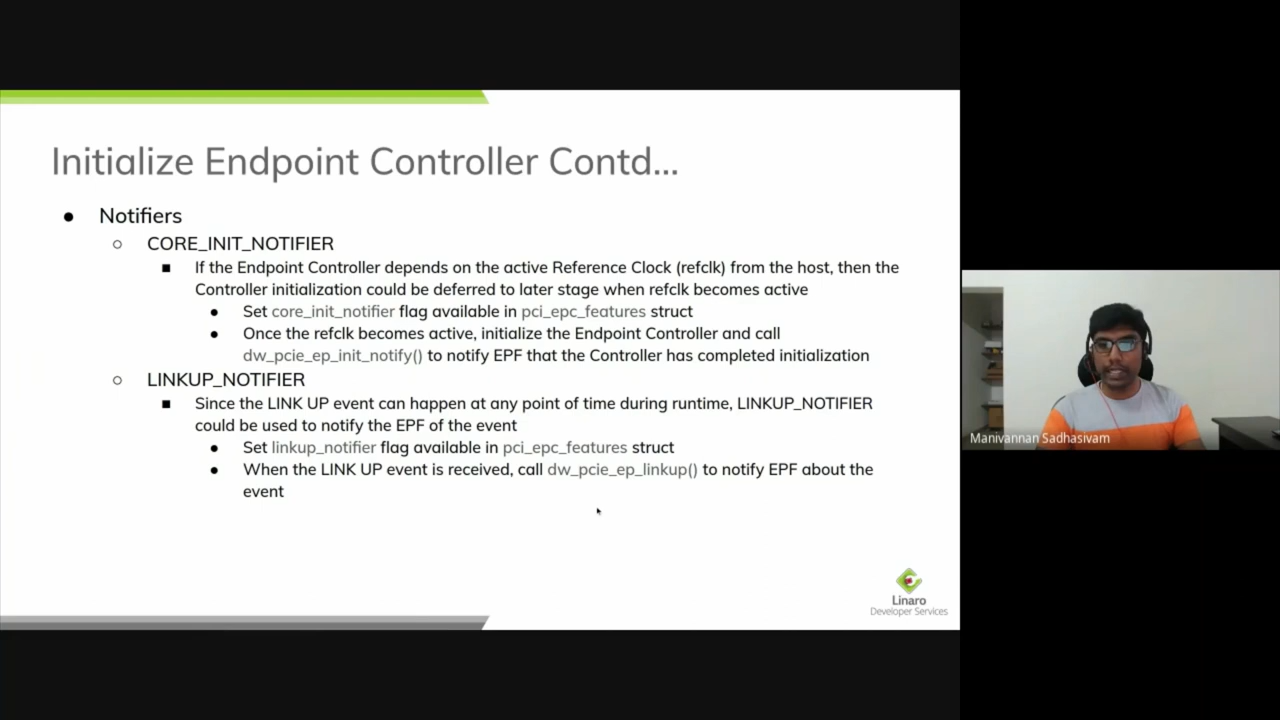 Initialize Endpoint Controller Contd...
● Notifiers
○ CORE_INIT_NOTIFIER
■ If the Endpoint Controller depends on the active Reference Clock (refclk) from the host, then the
Controller initialization could be deferred to later stage when refclk becomes active
● Set core_init_notifier flag available in pci_epc_features struct
● Once the refclk becomes active, initialize the Endpoint Controller and call
dw_pcie_ep_init_notify() to notify EPF that the Controller has completed initialization
○ LINKUP_NOTIFIER
■ Since the LINK UP event can happen at any point of time during runtime, LINKUP_NOTIFIER
could be used to notify the EPF of the event
● Set linkup_notifier flag available in pci_epc_features struct
● When the LINK UP event is received, call dw_pcie_ep_linkup() to notify EPF about the
event
Linaro
Developer Services
Manivannan Sadhasivam